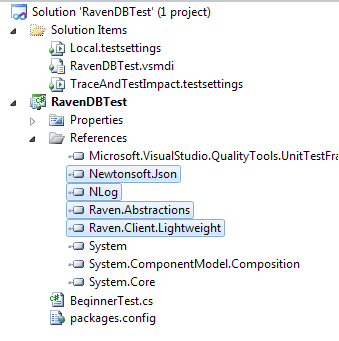 Solution 'RavenDBTest' (1 project)
Solution Items
Local.testsettings
RavenDBTest.vsmdi
TraceAndTestImpact.testsettings
RavenDBTest
Properties
References
Microsoft.VisualStudio.QualityTools.UnitTestFra
Newtonsoft.Json
NLog
Raven.Abstractions
Raven.Client.Lightweight
System
System.ComponentModel.Composition
System.Core
BeginnerTest.cs
packages.config